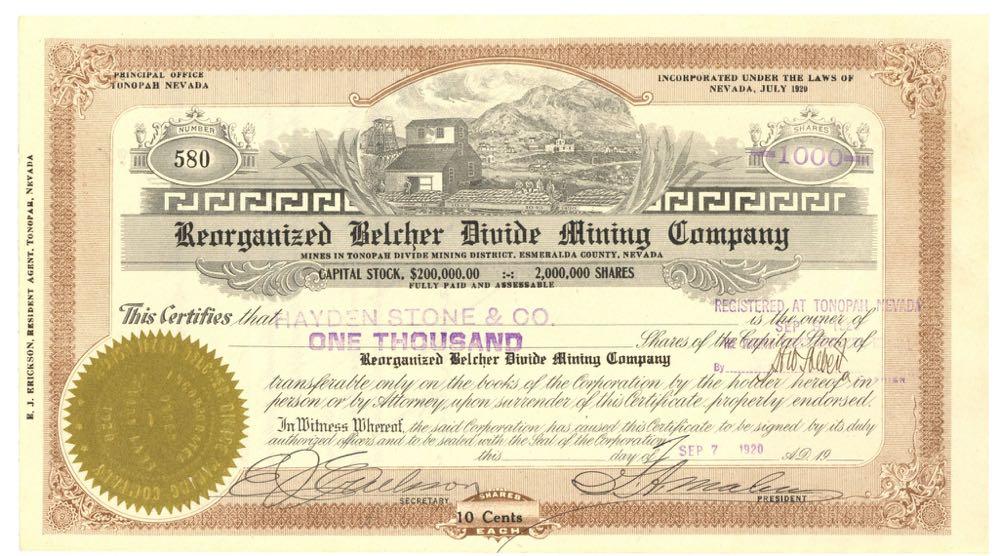 PRINCIPAL OFFICE
TONOPAH NEVADA
INCORPORATED UNDER THE LAWS OF
NEVADA, JULY 1920
NUMBER
580
SHARES
1000
Reorganized Belcher Divide Mining Company
MINES IN TONOPAH DIVIDE MINING DISTRICT, ESMERALDA COUNTY, NEVADA
CAPITAL STOCK, $200,000.00 :-: 2,000,000 SHARES
FULLY PAID AND ASSESSABLE
REGISTERED AT TONOPAH, NEVADA
This Certifies that HAYDEN STONE & CO. is the owner of
SEP
ONE THOUSAND Shares of the Capital Stock of
Reorganized Belcher Divide Mining Company
By
transferable only on the books of the Corporation by the holder hereof in
person or by Attorney, upon surrender of this Certificate properly endorsed.
In Witness Whereof, the said Corporation has caused this Certificate to be signed by its duly
authorized officers and to be sealed with the Seal of the Corporation
this day of SEP 7 1920 A.D. 19
SECRETARY
PRESIDENT
SHARES
10 Cents
EACH
E. J. ERICKSON, RESIDENT AGENT, TONOPAH, NEVADA